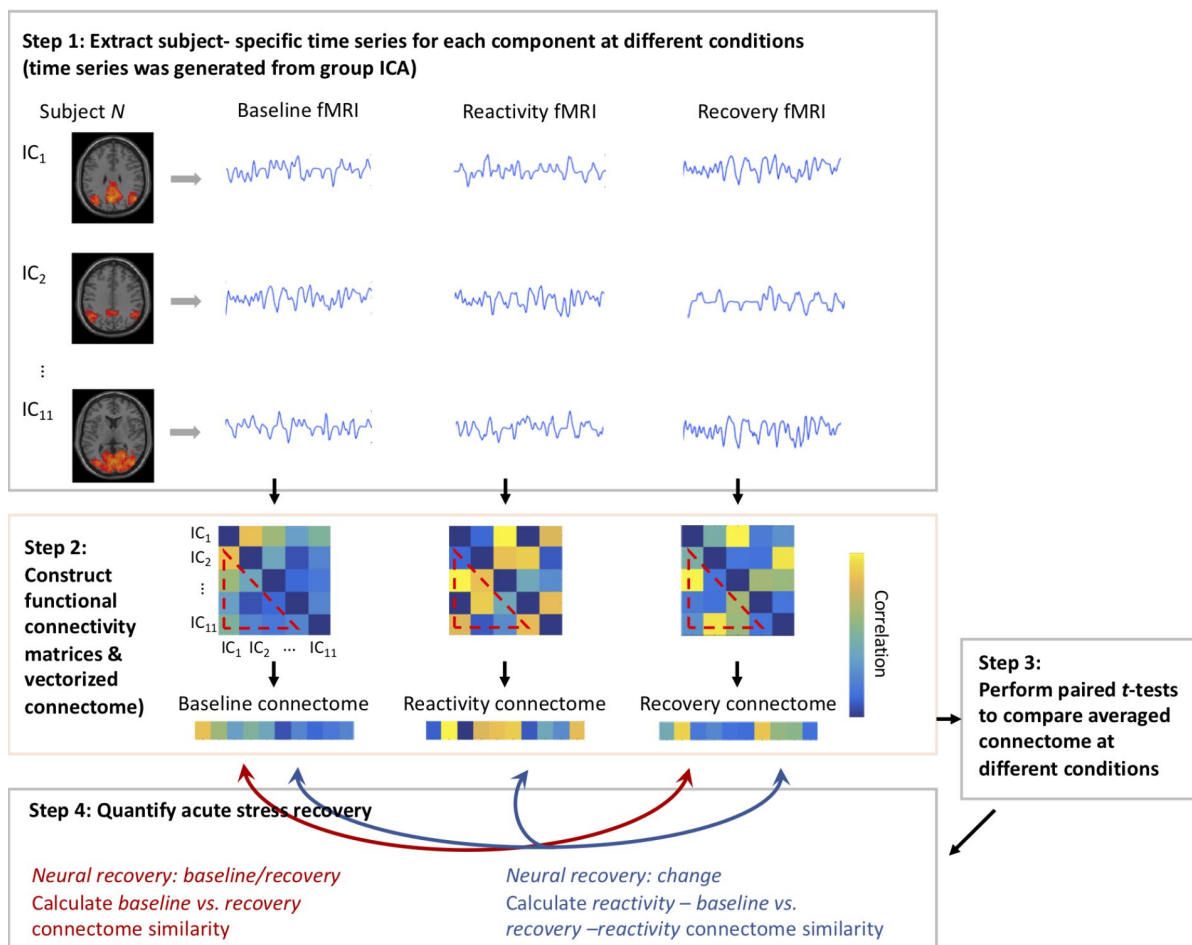 Step 1: Extract subject- specific time series for each component at different conditions
(time series was generated from group ICA)
Subject N
Baseline fMRI
Reactivity fMRI
Recovery fMRI
IC1
IC2
...
IC11
Step 2:
Construct
functional
connectivity
matrices &
vectorized
connectome)
IC1
IC2
...
IC11
IC1 IC2 ... IC11
Correlation
Baseline connectome
Reactivity connectome
Recovery connectome
Step 3:
Perform paired t-tests
to compare averaged
connectome at
different conditions
Step 4: Quantify acute stress recovery
Neural recovery: baseline/recovery
Calculate baseline vs. recovery
connectome similarity
Neural recovery: change
Calculate reactivity – baseline vs.
recovery –reactivity connectome similarity